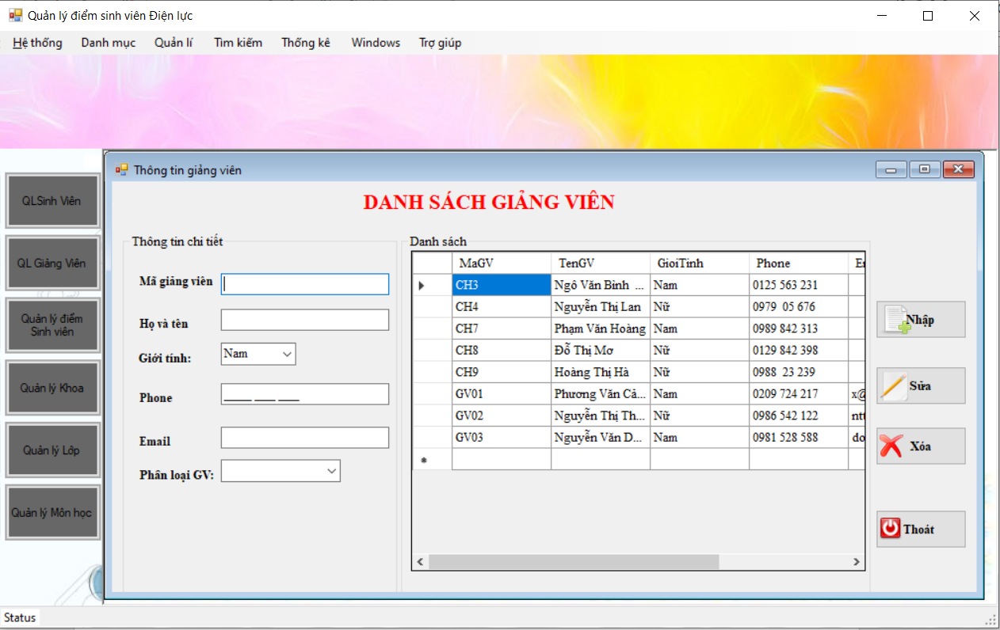 Quản lý điểm sinh viên Điện lực
Hệ thống Danh mục Quản lí Tìm kiếm Thống kê Windows Trợ giúp
QLSinh Viên
QL Giảng Viên
Quản lý điểm
Sinh viên
Quản lý Khoa
Quản lý Lớp
Quản lý Môn học
Thông tin giảng viên
DANH SÁCH GIẢNG VIÊN
Thông tin chi tiết
Mã giảng viên
Họ và tên
Giới tính: Nam
Phone
Email
Phân loại GV:
Danh sách
MaGV TenGV GioiTinh Phone
CH3 Ngô Văn Bình ... Nam 0125 563 231
CH4 Nguyễn Thị Lan Nữ 0979 05 676
CH7 Phạm Văn Hoàng Nam 0989 842 313
CH8 Đỗ Thị Mơ Nữ 0129 842 398
CH9 Hoàng Thị Hà Nữ 0988 23 239
GV01 Phương Văn Cả... Nam 0209 724 217 x@
GV02 Nguyễn Thị Th... Nữ 0986 542 122 ntt
GV03 Nguyễn Văn D... Nam 0981 528 588 do
Nhập
Sửa
Xóa
Thoát
Status